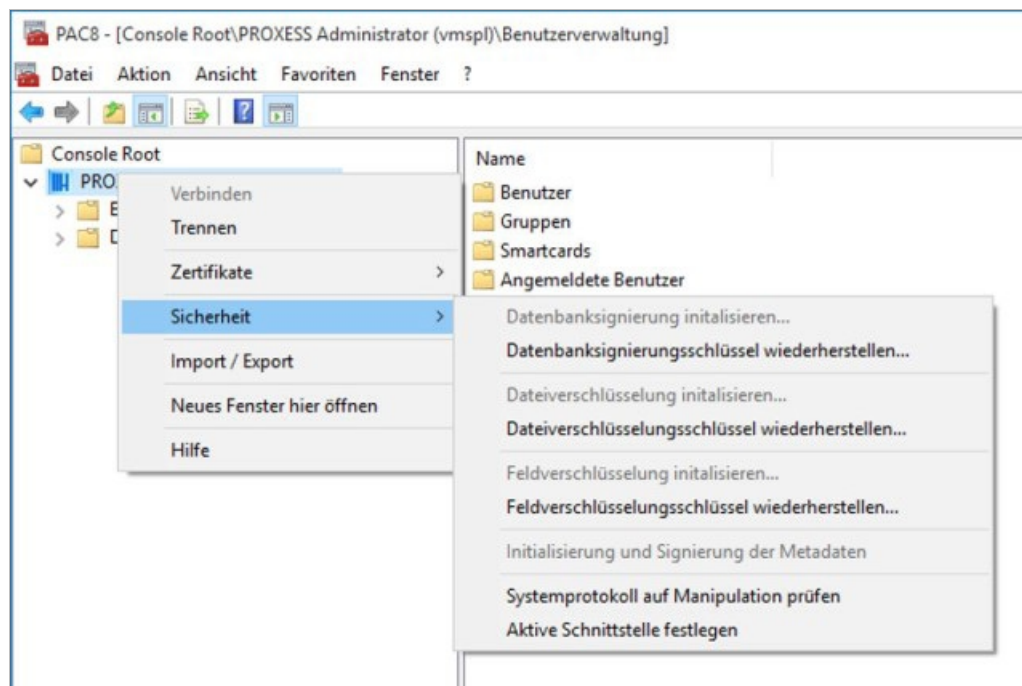 PAC8 - [Console Root\PROXESS Administrator (vmspl)\Benutzerverwaltung]
Datei Aktion Ansicht Favoriten Fenster ?
Console Root
Name
PRO
Benutzer
Gruppen
Smartcards
Angemeldete Benutzer
Verbinden
Trennen
Zertifikate
Sicherheit
Import / Export
Neues Fenster hier öffnen
Hilfe
Datenbanksignierung initalisieren...
Datenbanksignierungsschlüssel wiederherstellen...
Dateiverschlüsselung initalisieren...
Dateiverschlüsselungsschlüssel wiederherstellen...
Feldverschlüsselung initalisieren...
Feldverschlüsselungsschlüssel wiederherstellen...
Initialisierung und Signierung der Metadaten
Systemprotokoll auf Manipulation prüfen
Aktive Schnittstelle festlegen